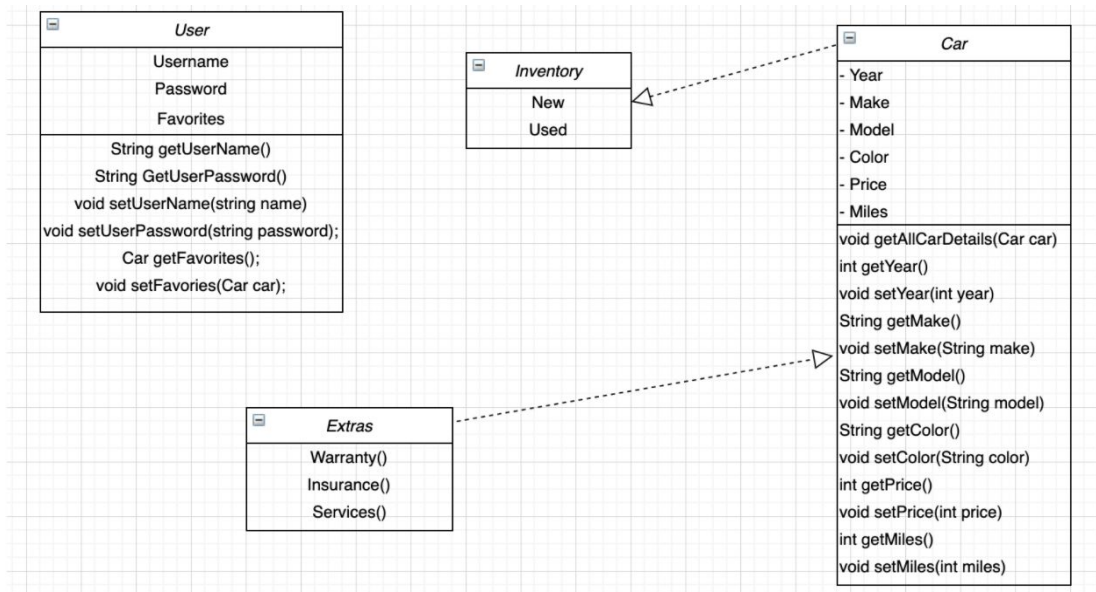 User
Username
Password
Favorites
String getUserName()
String GetUserPassword()
void setUserName(string name)
void setUserPassword(string password);
Car getFavorites();
void setFavories(Car car);
Inventory
New
Used
Car
- Year
- Make
- Model
- Color
- Price
- Miles
void getAllCarDetails(Car car)
int getYear()
void setYear(int year)
String getMake()
void setMake(String make)
String getModel()
void setModel(String model)
String getColor()
void setColor(String color)
int getPrice()
void setPrice(int price)
int getMiles()
void setMiles(int miles)
Extras
Warranty()
Insurance()
Services()